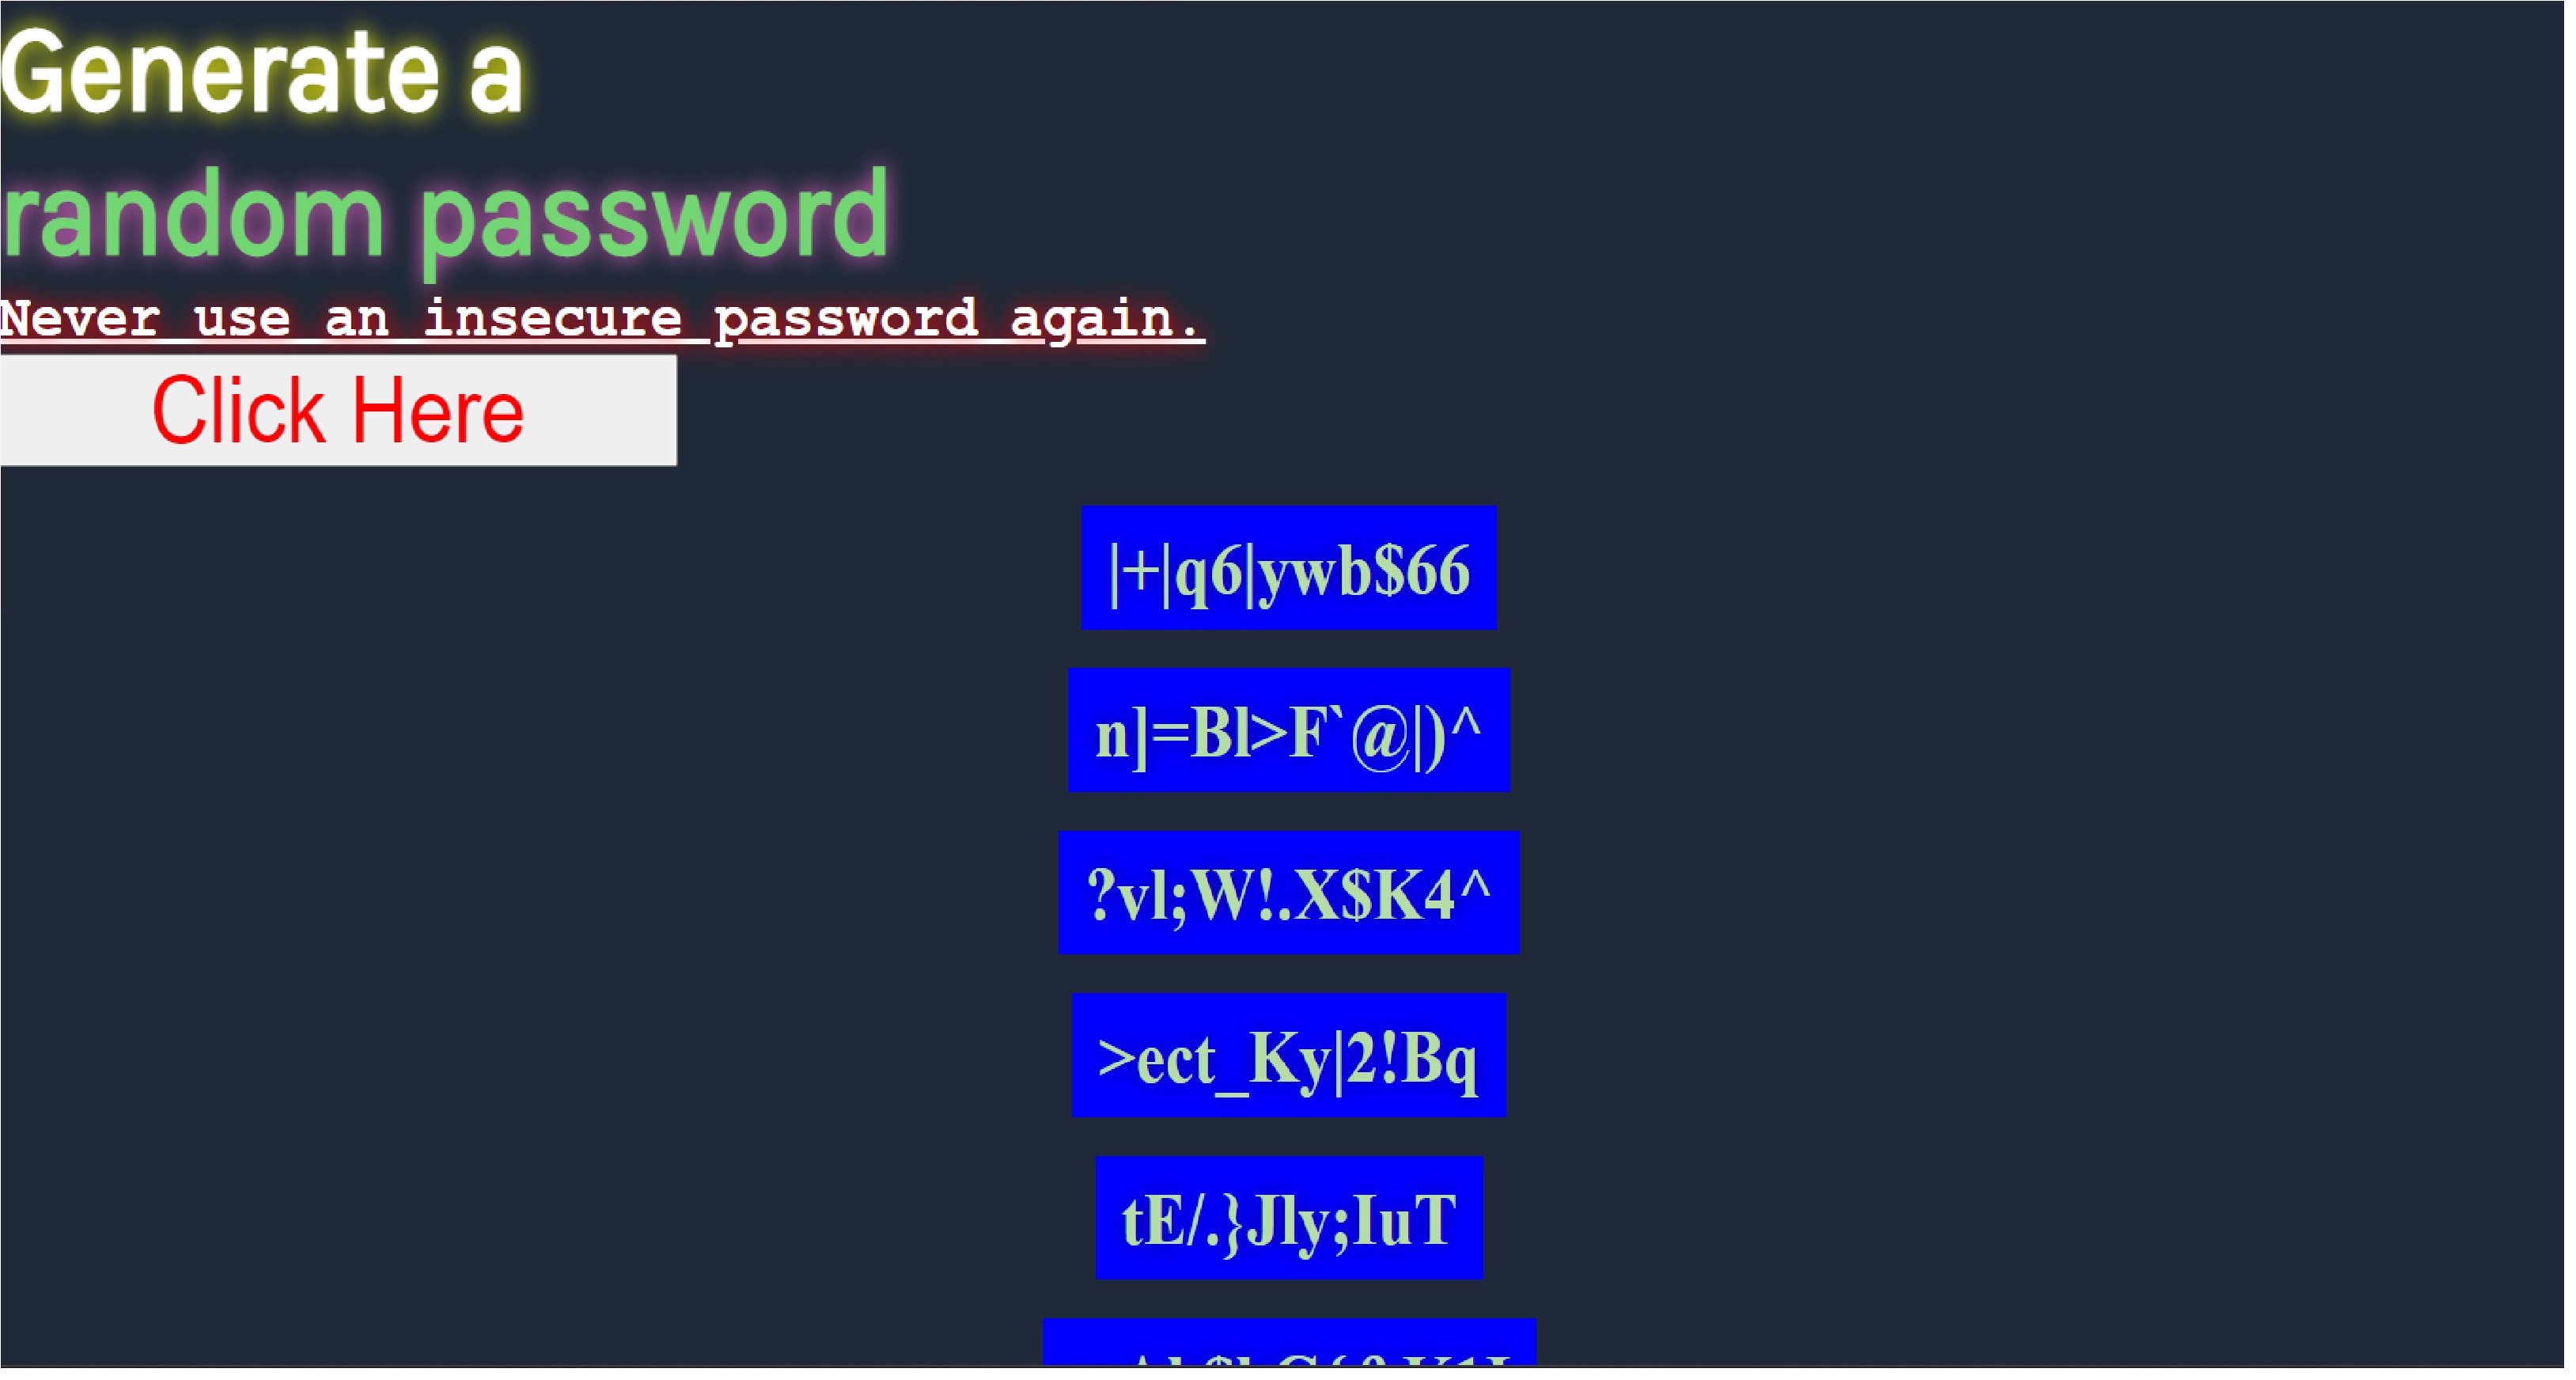 Generate a
random password
Never use an insecure password again.
Click Here
|+|q6|ywb$66
n]=Bl>F`@|)^
?vl;W!.X$K4^
>ect_Ky|2!Bq
tE/.}Jly;IuT